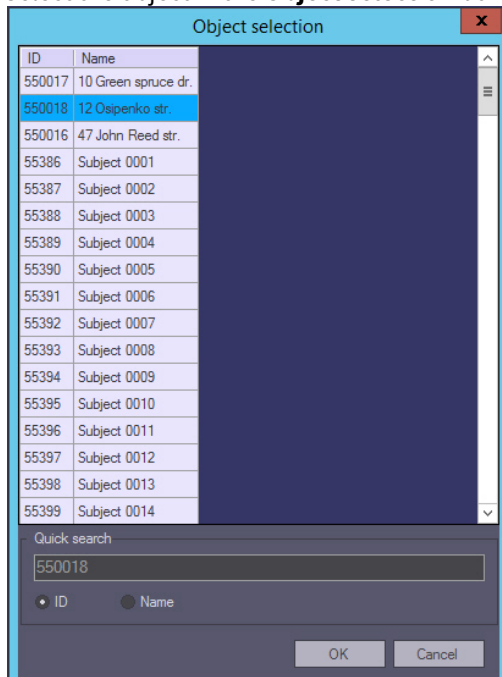 Object selection
x
ID Name
550017 10 Green spruce dr.
550018 12 Osipenko str.
550016 47 John Reed str.
55386 Subject 0001
55387 Subject 0002
55388 Subject 0003
55389 Subject 0004
55390 Subject 0005
55391 Subject 0006
55392 Subject 0007
55393 Subject 0008
55394 Subject 0009
55395 Subject 0010
55396 Subject 0011
55397 Subject 0012
55398 Subject 0013
55399 Subject 0014
Quick search
550018
ID Name
OK Cancel